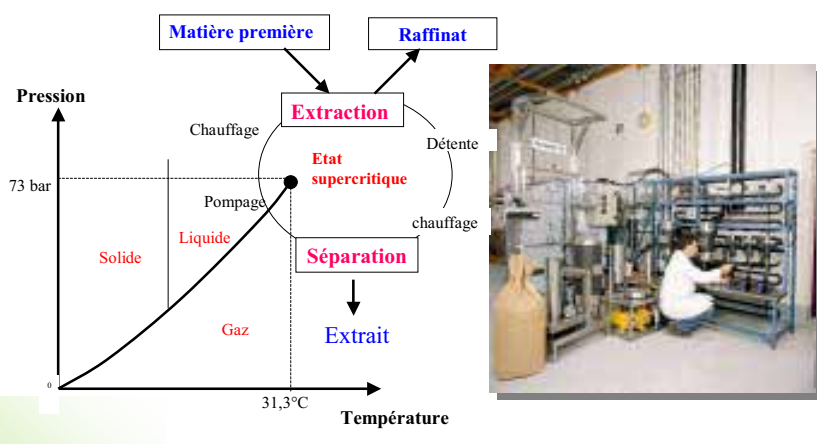 Matière première
Raffinat
Pression
Extraction
Chauffage
Détente
Etat
supercritique
73 bar
Pompage
chauffage
Liquide
Solide
Séparation
Gaz
Extrait
0
31,3°C
Température